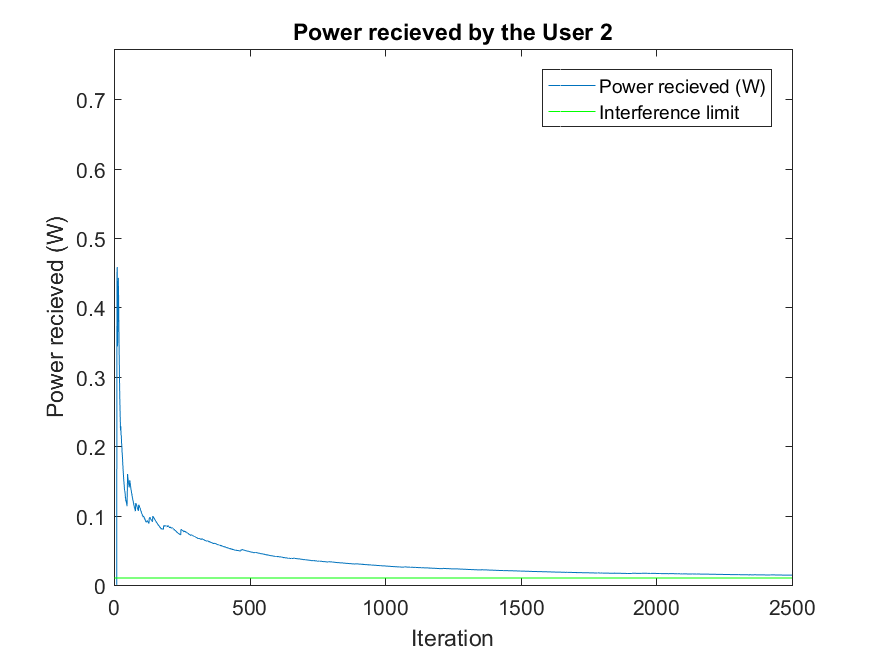 Power recieved by the User 2
Power recieved (W)
Interference limit
0.7
0.6
0.5
0.4
0.3
0.2
0.1
0
Power recieved (W)
0
500
1000
1500
2000
2500
Iteration